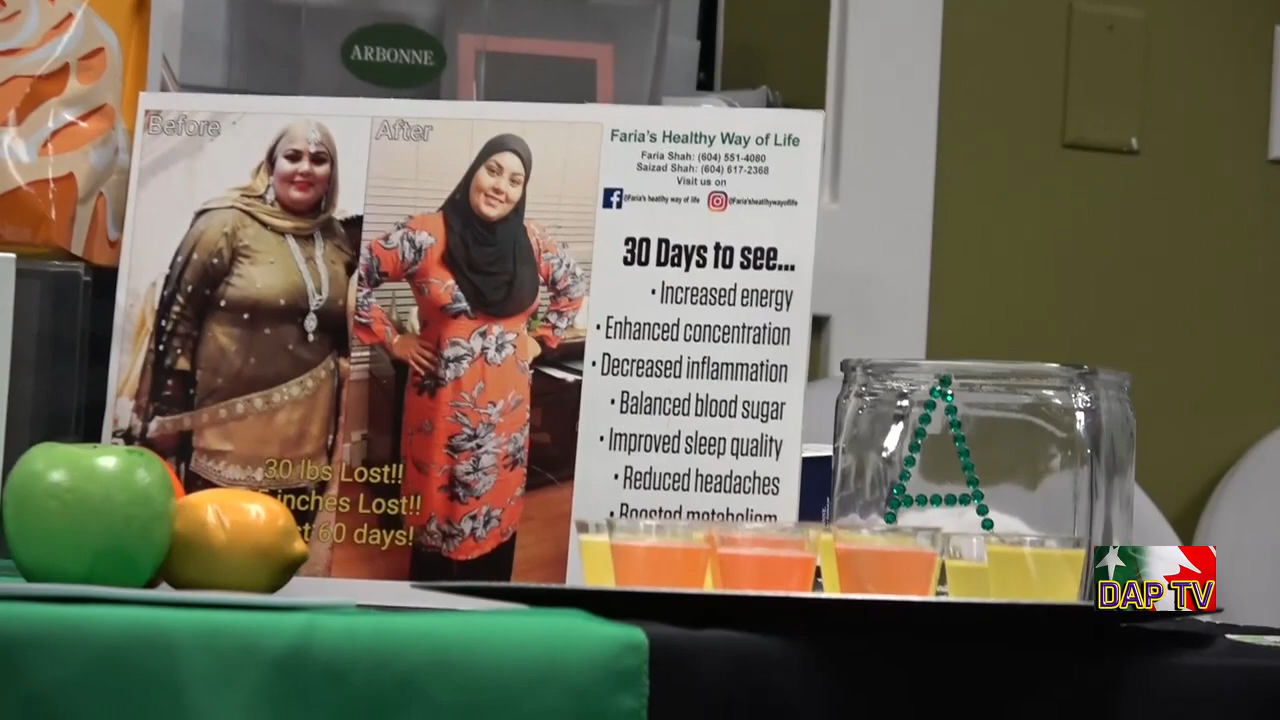 ARBONNE
Before
After
Faria's Healthy Way of Life
Faria Shah: (604) 551-4080
Saizad Shah: (604) 617-2368
Visit us on
@Faria's healthy way of life
@Faria'shealthywayoflife
30 Days to see...
• Increased energy
• Enhanced concentration
• Decreased inflammation
• Balanced blood sugar
• Improved sleep quality
• Reduced headaches
• Boosted metabolism
30 lbs Lost!!
inches Lost!!
60 days!
A
DAP TV